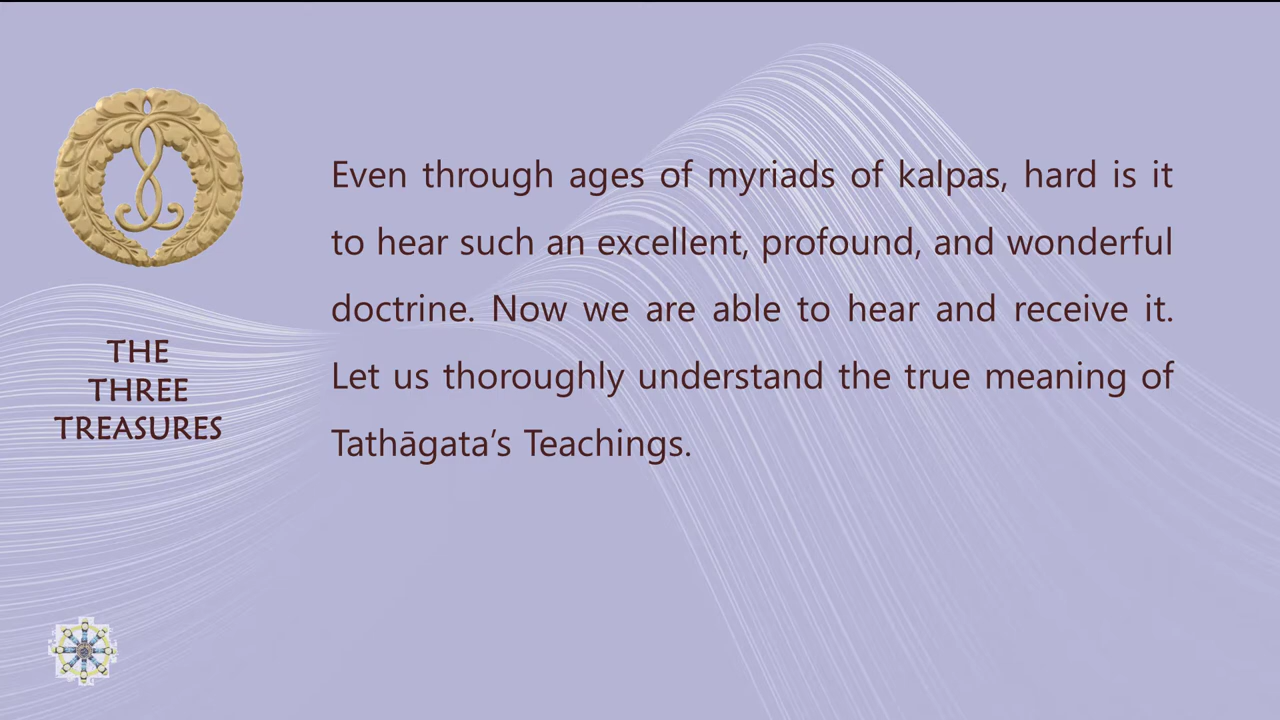 THE
THREE
TREASURES
Even through ages of myriads of kalpas, hard is it
to hear such an excellent, profound, and wonderful
doctrine. Now we are able to hear and receive it.
Let us thoroughly understand the true meaning of
Tathāgata’s Teachings.